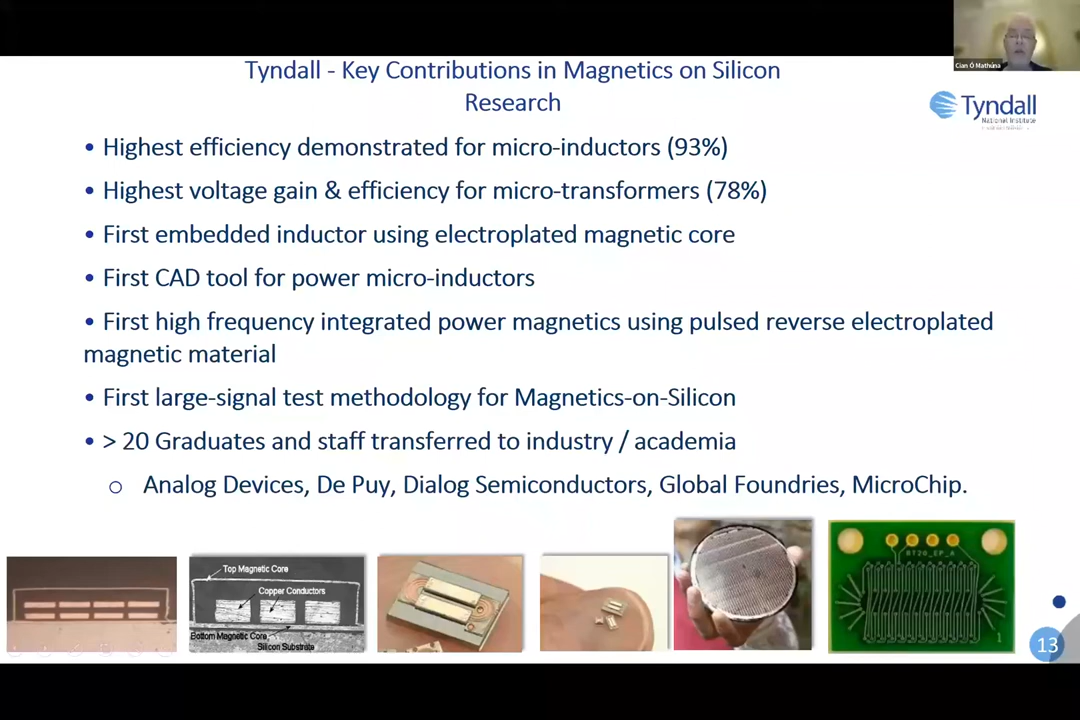 Cian Ó Mathúna
Tyndall - Key Contributions in Magnetics on Silicon
Research
Tyndall
National Institute
• Highest efficiency demonstrated for micro-inductors (93%)
• Highest voltage gain & efficiency for micro-transformers (78%)
• First embedded inductor using electroplated magnetic core
• First CAD tool for power micro-inductors
• First high frequency integrated power magnetics using pulsed reverse electroplated
magnetic material
• First large-signal test methodology for Magnetics-on-Silicon
• > 20 Graduates and staff transferred to industry / academia
o Analog Devices, De Puy, Dialog Semiconductors, Global Foundries, MicroChip.
Top Magnetic Core
Copper Conductors
Bottom Magnetic Core,
Silicon Substrate
1
13